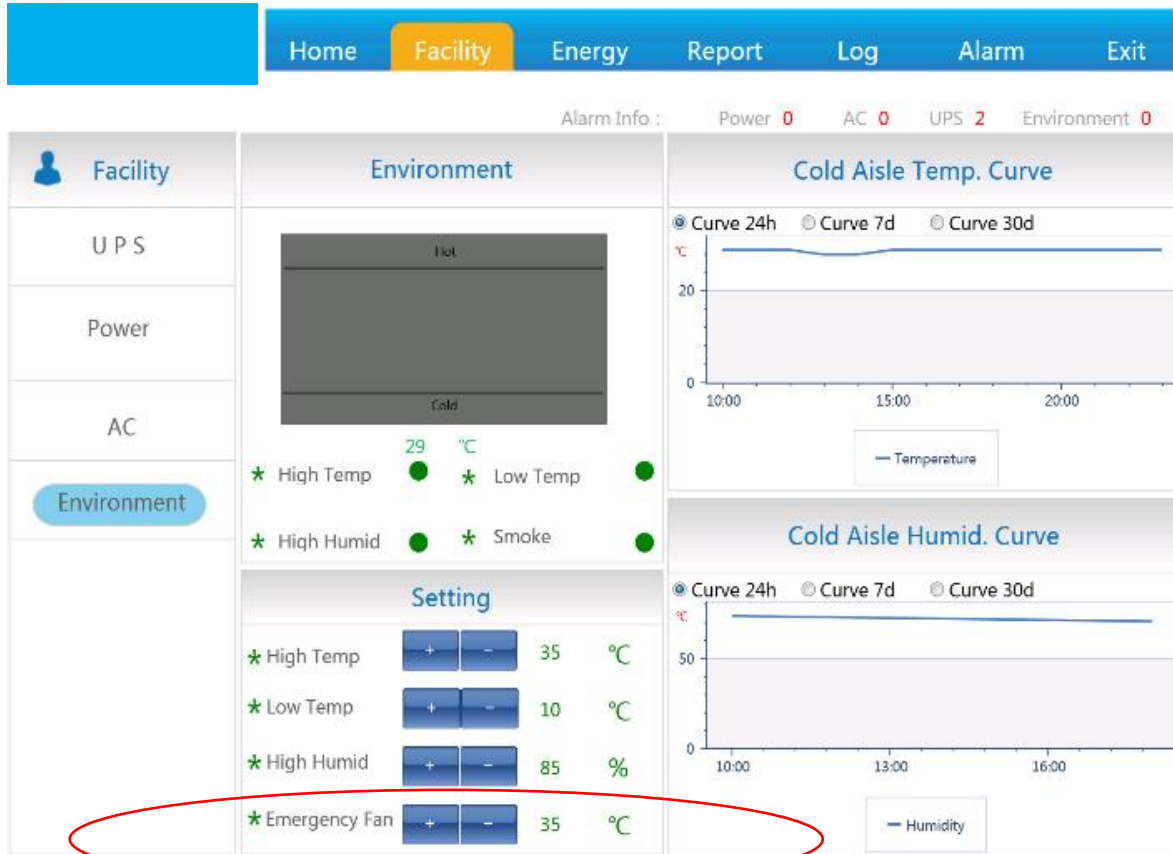 Home Facility Energy Report Log Alarm Exit
Alarm Info : Power 0 AC 0 UPS 2 Environment 0
Facility
U P S
Power
AC
Environment
Environment
Hot
Cold
29 ℃
* High Temp * Low Temp
* High Humid * Smoke
Setting
* High Temp + - 35 ℃
* Low Temp + - 10 ℃
* High Humid + - 85 %
* Emergency Fan + - 35 ℃
Cold Aisle Temp. Curve
Curve 24h Curve 7d Curve 30d
℃
20
0
10:00 15:00 20:00
Temperature
Cold Aisle Humid. Curve
Curve 24h Curve 7d Curve 30d
℃
50
0
10:00 13:00 16:00
Humidity